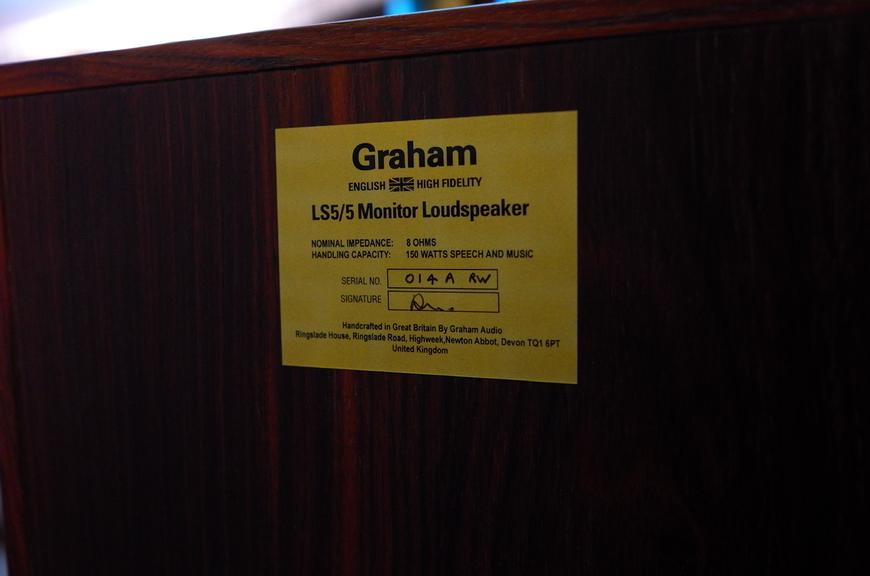 Graham
ENGLISH HIGH FIDELITY
LS5/5 Monitor Loudspeaker
NOMINAL IMPEDANCE: 8 OHMS
HANDLING CAPACITY: 150 WATTS SPEECH AND MUSIC
SERIAL NO. 014 A RW
SIGNATURE
Handcrafted in Great Britain By Graham Audio
Ringslade House, Ringslade Road, Highweek,Newton Abbot, Devon TQ1 6PT
United Kingdom